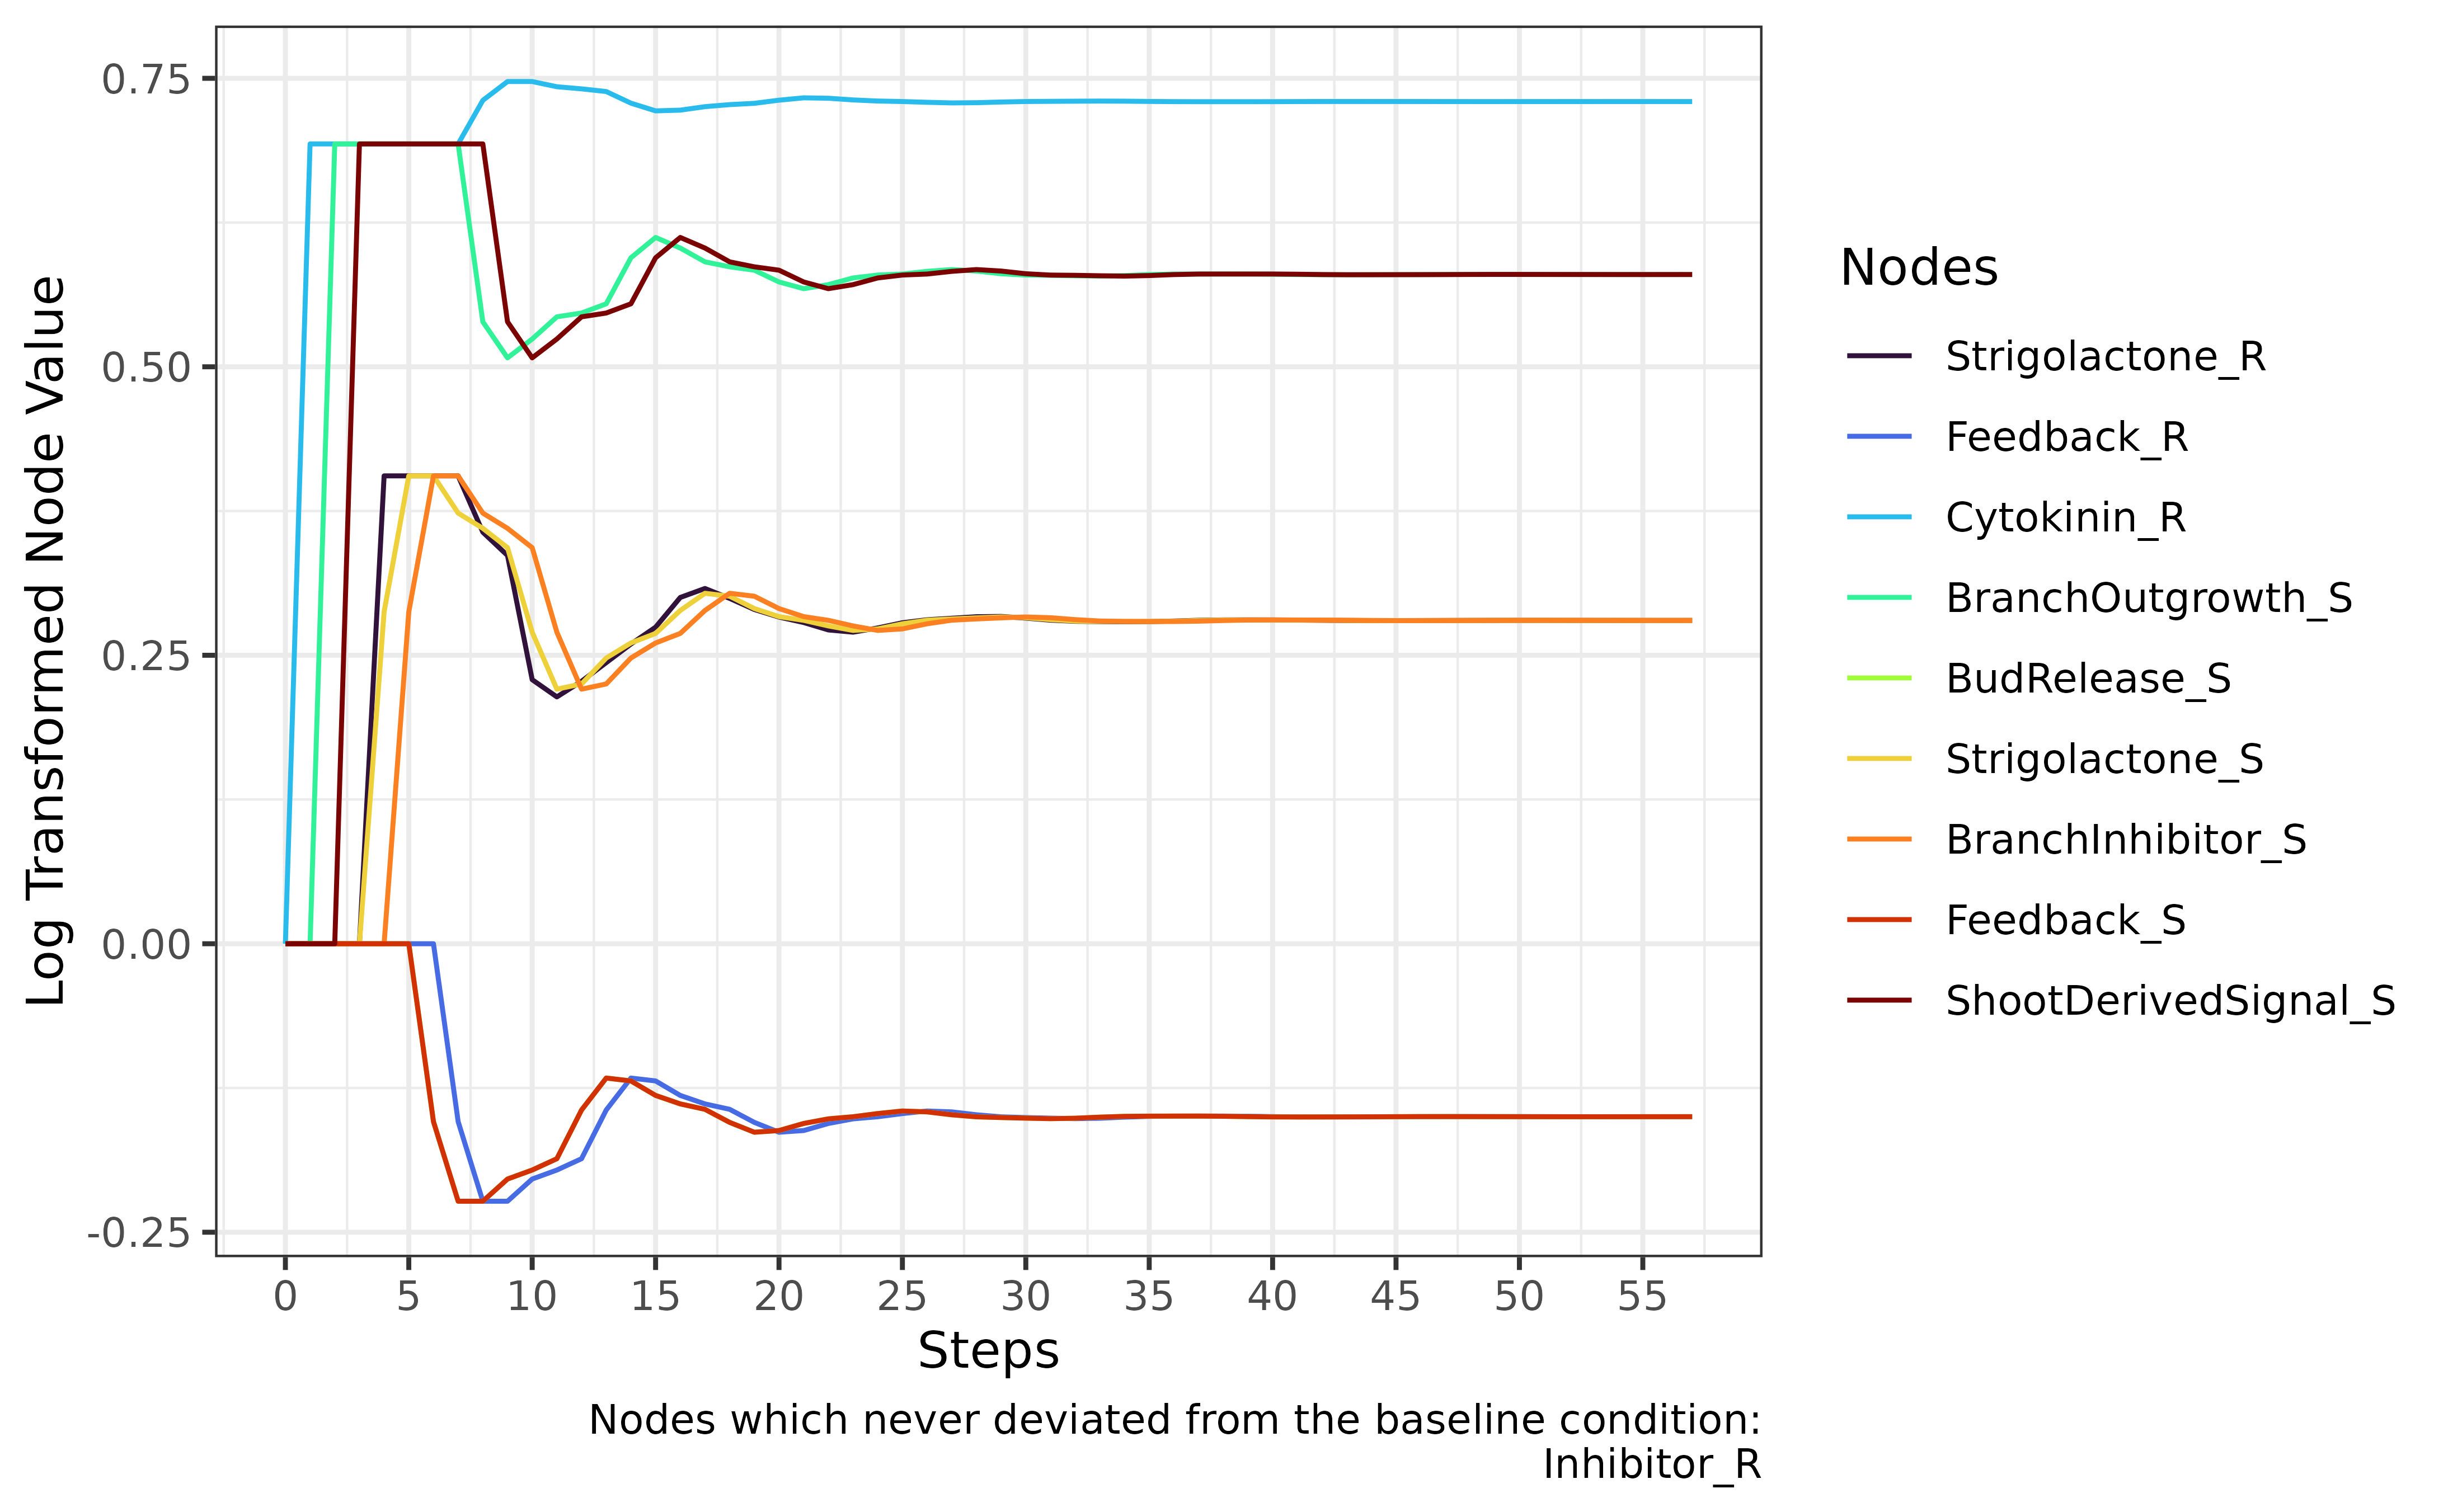 Log Transformed Node Value
0.75
0.50
0.25
0.00
-0.25
0 5 10 15 20 25 30 35 40 45 50 55
Steps
Nodes which never deviated from the baseline condition:
Inhibitor_R
Nodes
Strigolactone_R
Feedback_R
Cytokinin_R
BranchOutgrowth_S
BudRelease_S
Strigolactone_S
BranchInhibitor_S
Feedback_S
ShootDerivedSignal_S